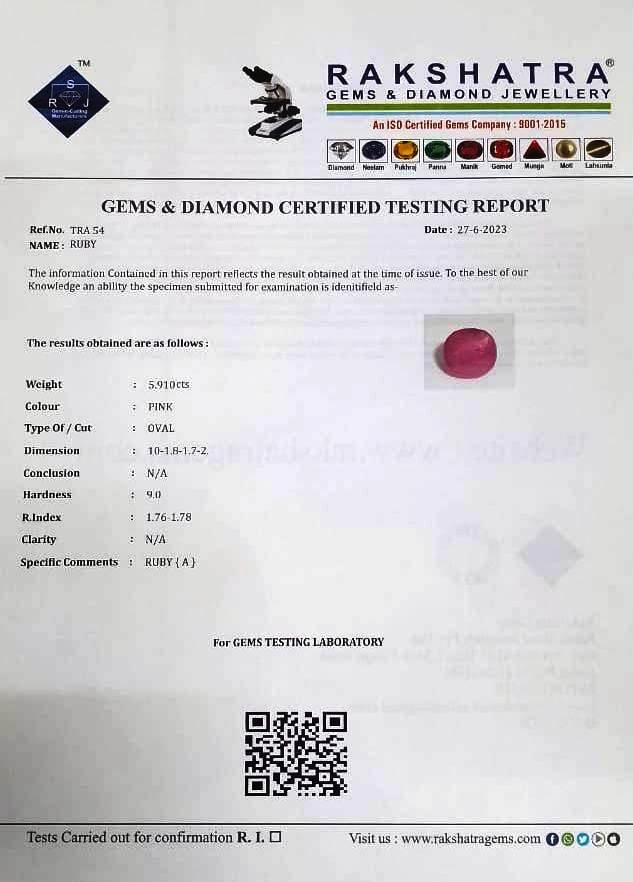 TM
S
R J
Gems-n-Cutting
Manufacturers
RAKSHATRA®
GEMS & DIAMOND JEWELLERY
An ISO Certified Gems Company : 9001-2015
Diamond Neelam Pukhraj Panna Manik Gomed Munga Moti Lahsunia
GEMS & DIAMOND CERTIFIED TESTING REPORT
Ref.No. TRA 54 Date : 27-6-2023
NAME : RUBY
The information Contained in this report reflects the result obtained at the time of issue. To the best of our
Knowledge an ability the specimen submitted for examination is idenitifield as-
The results obtained are as follows :
Weight : 5.910cts
Colour : PINK
Type Of / Cut : OVAL
Dimension : 10-1.8-1.7-2.
Conclusion : N/A
Hardness : 9.0
R.Index : 1.76-1.78
Clarity : N/A
Specific Comments : RUBY { A }
For GEMS TESTING LABORATORY
Tests Carried out for confirmation R. I. ☐ Visit us : www.rakshatragems.com